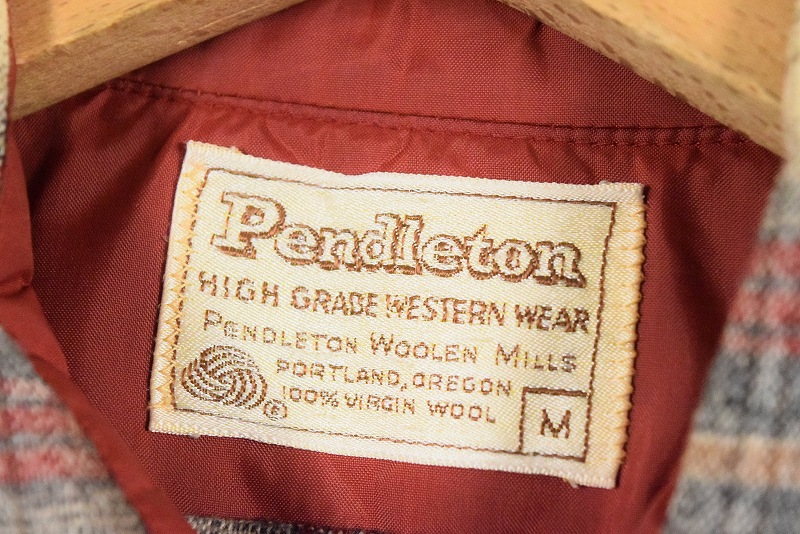 Pendleton
HIGH GRADE WESTERN WEAR
PENDLETON WOOLEN MILLS
PORTLAND, OREGON
100% VIRGIN WOOL
®
M